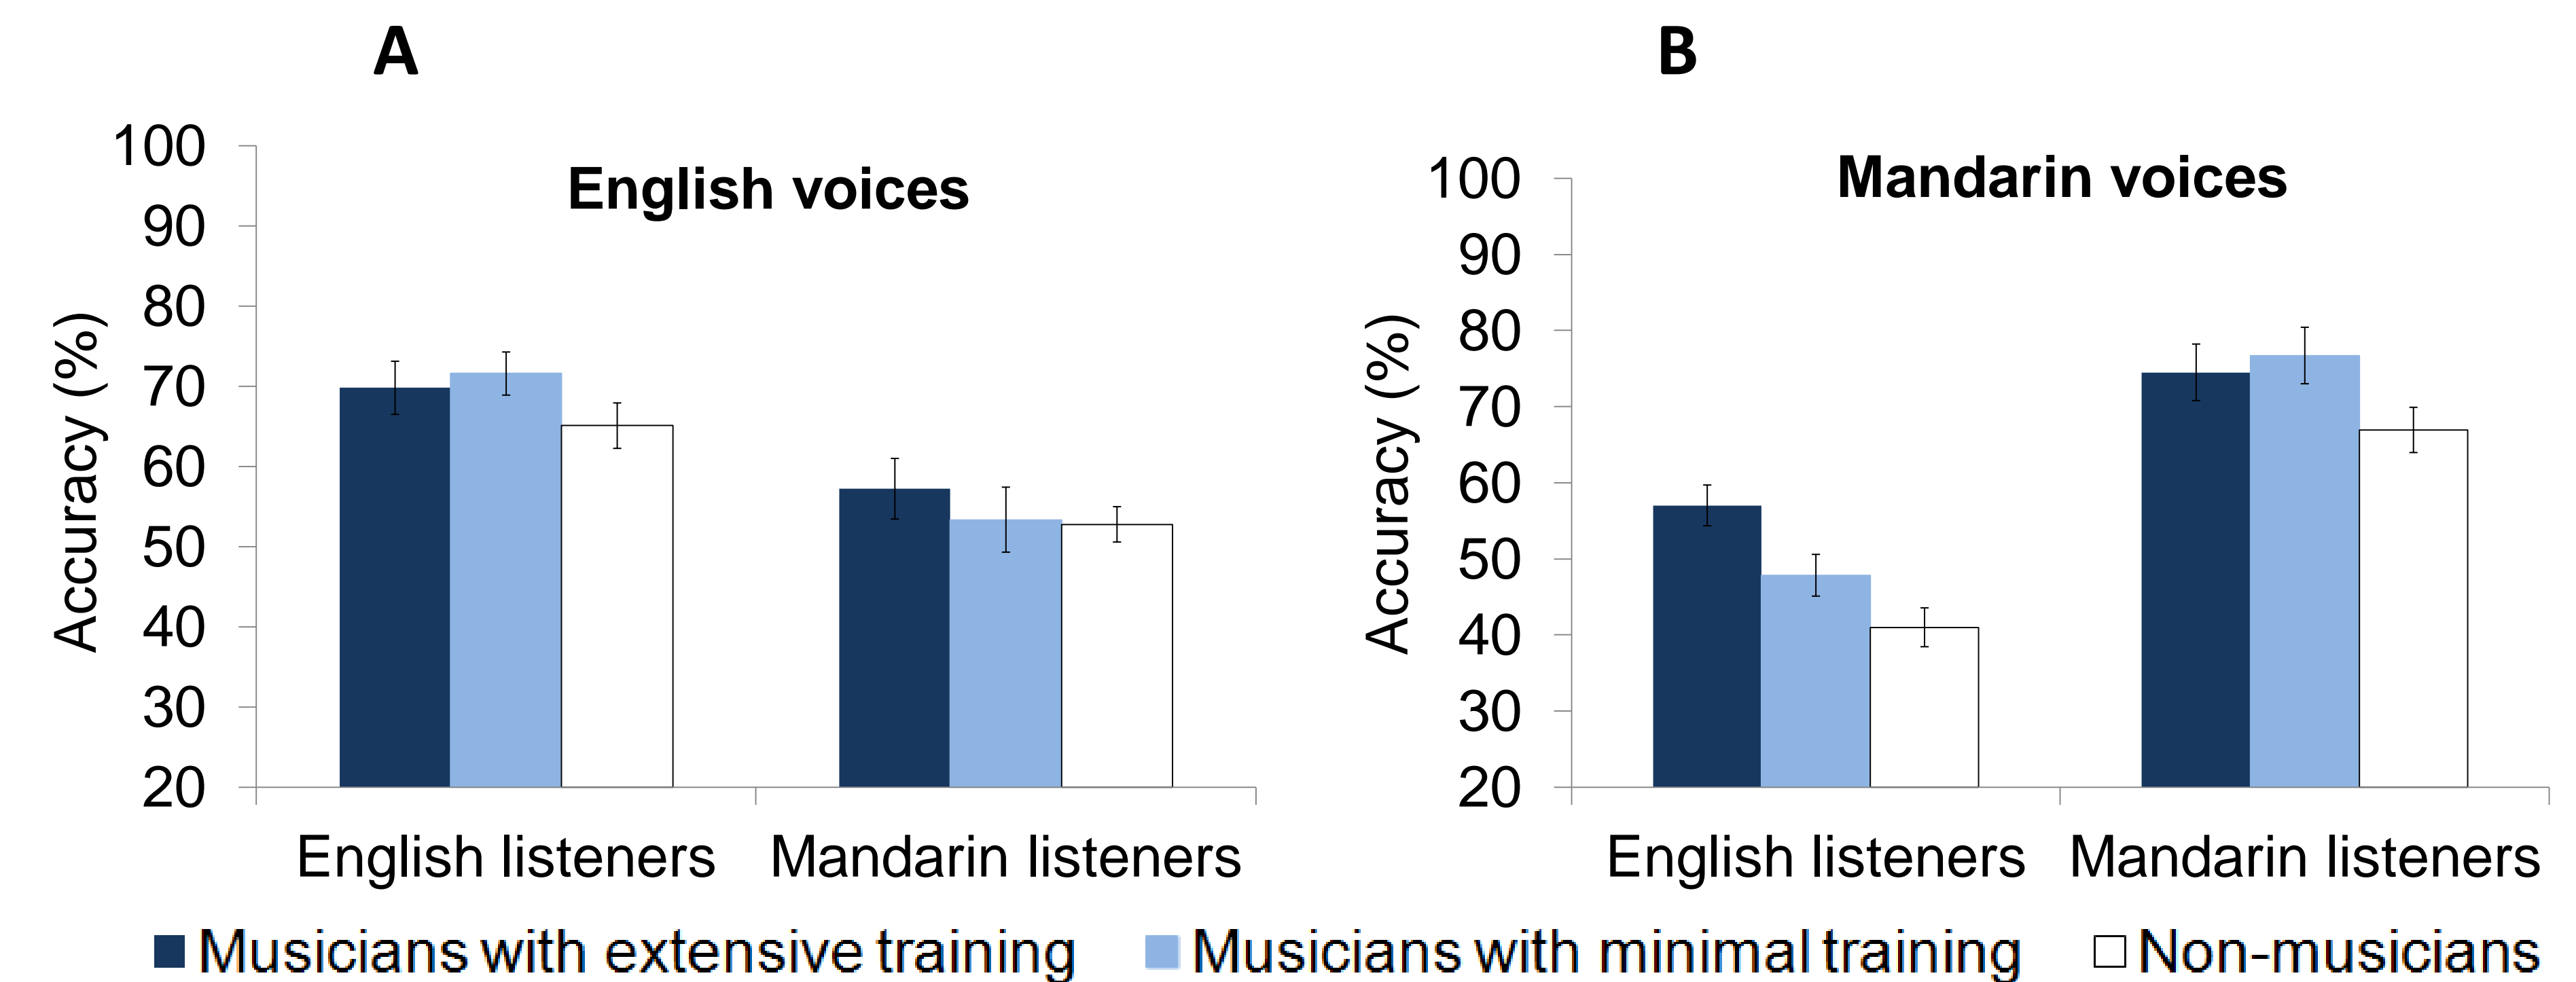 A
English voices
Accuracy (%)
100
90
80
70
60
50
40
30
20
English listeners
Mandarin listeners
B
Mandarin voices
Accuracy (%)
100
90
80
70
60
50
40
30
20
English listeners
Mandarin listeners
Musicians with extensive training
Musicians with minimal training
Non-musicians